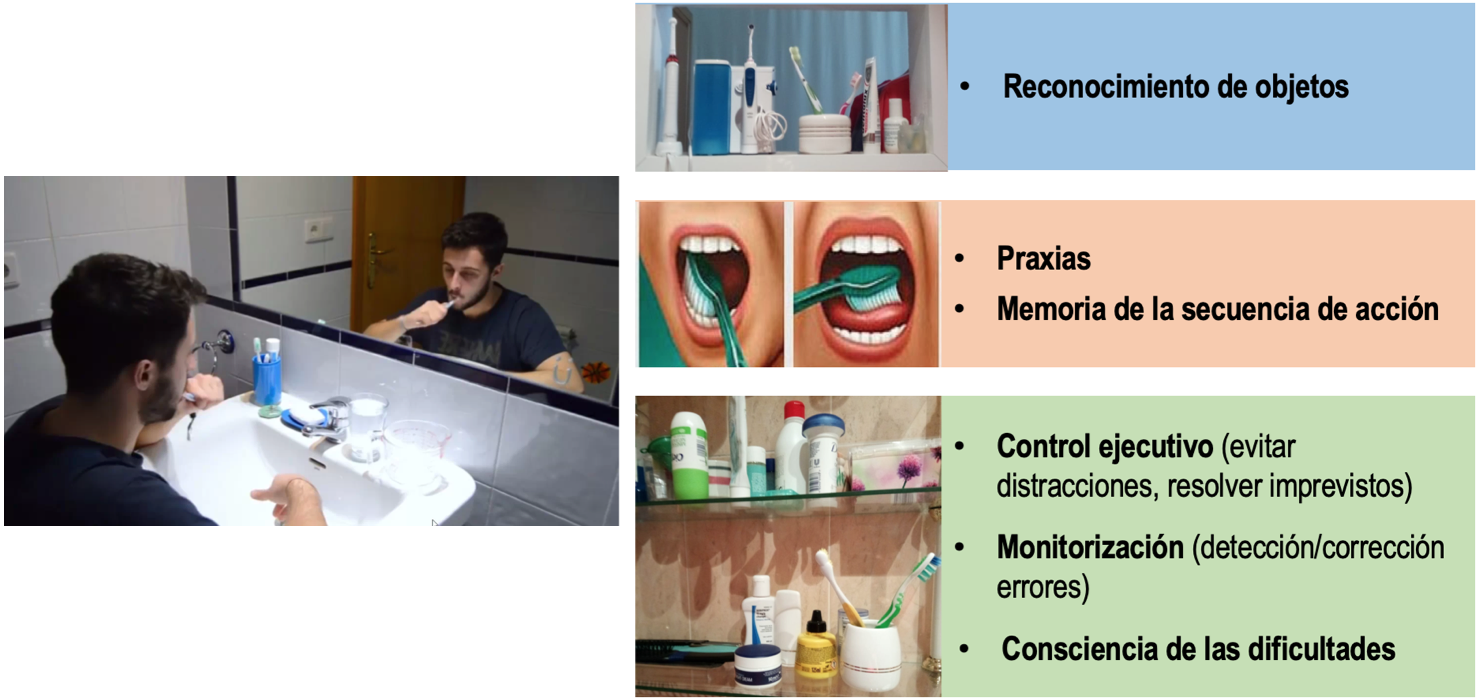 • Reconocimiento de objetos
• Praxias
• Memoria de la secuencia de acción
• Control ejecutivo (evitar
distracciones, resolver imprevistos)
• Monitorización (detección/corrección
errores)
• Consciencia de las dificultades